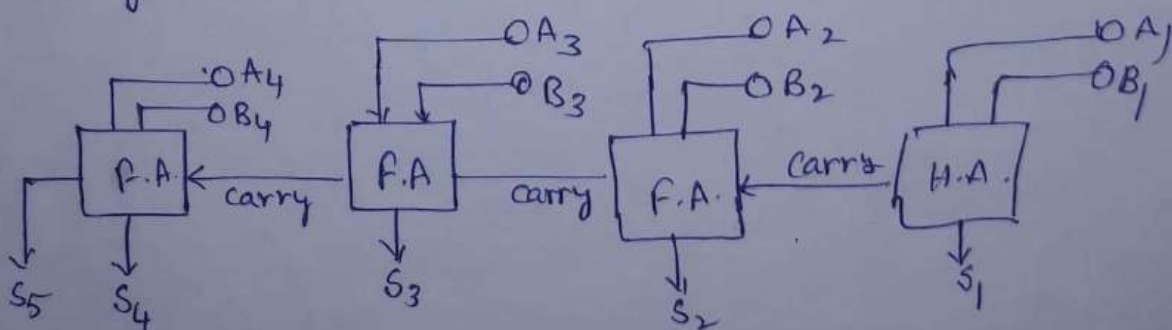 A3 A2 A1
A4 B3 B2 B1
B4
F.A. carry F.A carry F.A. carry H.A.
S5 S4 S3 S2 S1